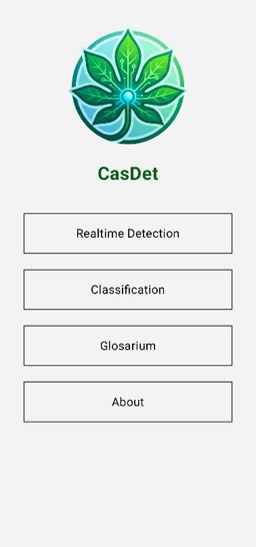 CasDet
Realtime Detection
Classification
Glosarium
About